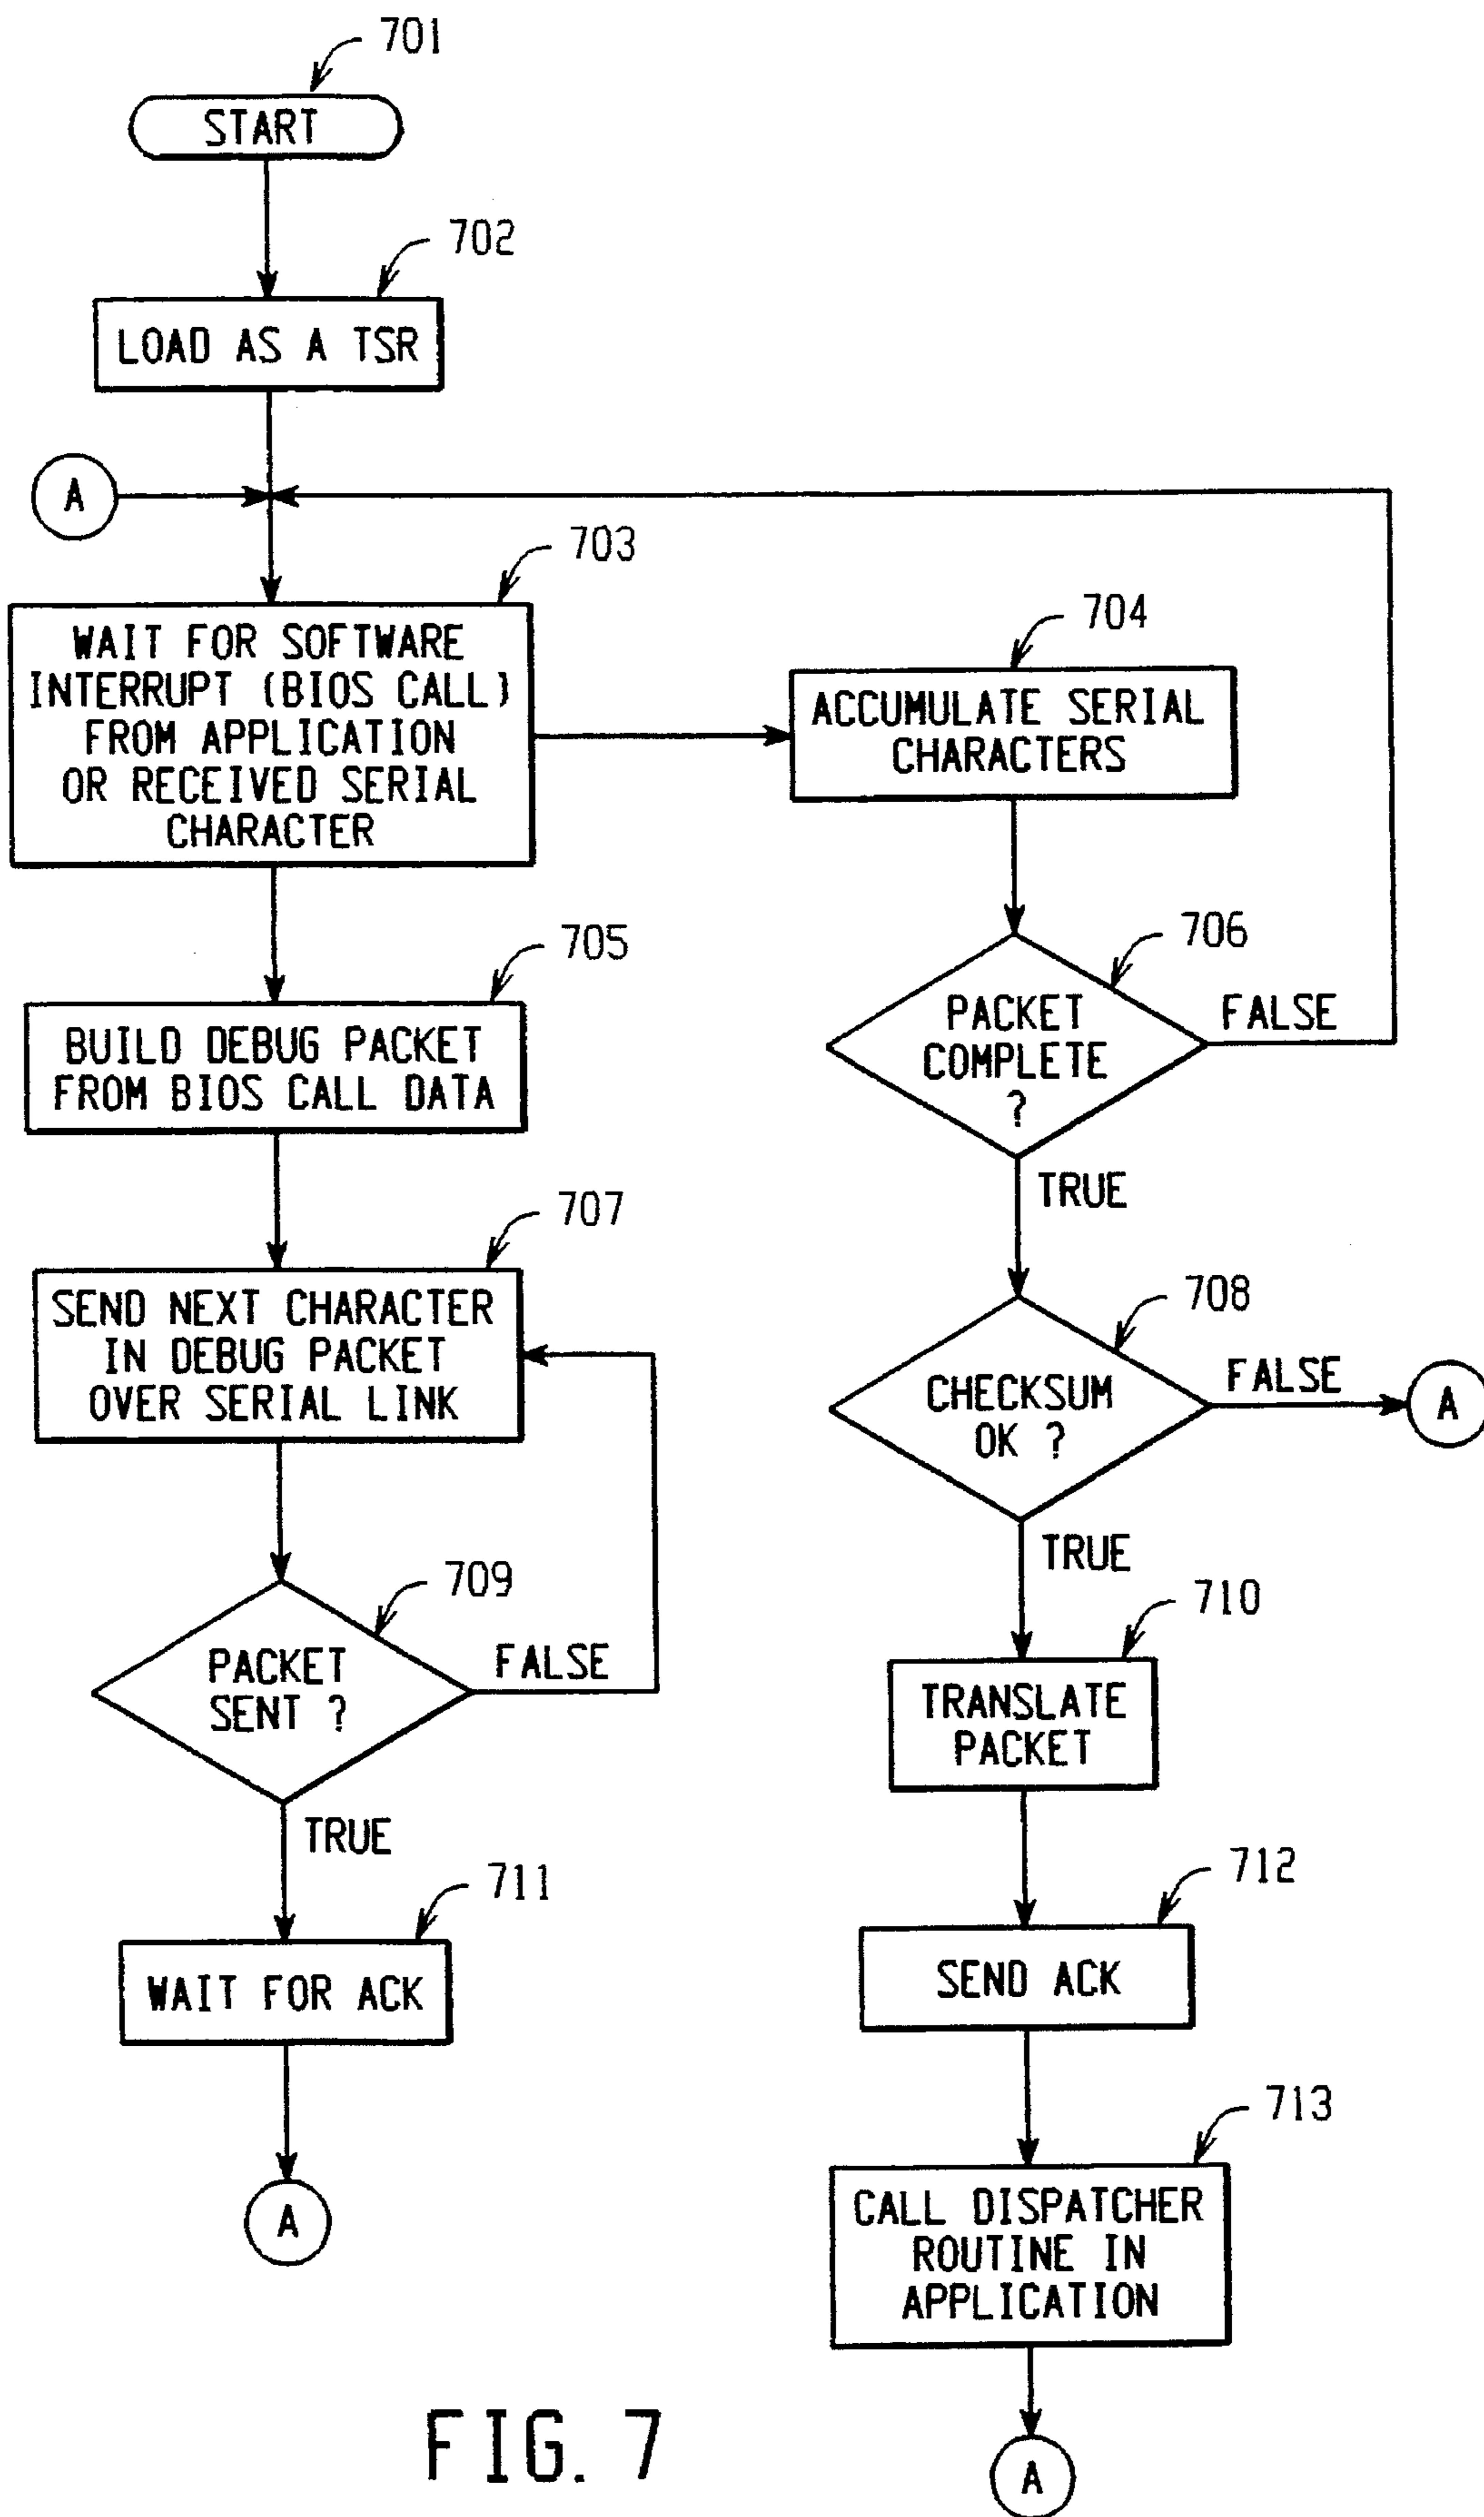 701
START
702
LOAD AS A TSR
A
703
WAIT FOR SOFTWARE
INTERRUPT (BIOS CALL)
FROM APPLICATION
OR RECEIVED SERIAL
CHARACTER
704
ACCUMULATE SERIAL
CHARACTERS
705
BUILD DEBUG PACKET
FROM BIOS CALL DATA
706
PACKET
COMPLETE
?
FALSE
TRUE
707
SEND NEXT CHARACTER
IN DEBUG PACKET
OVER SERIAL LINK
708
CHECKSUM
OK ?
FALSE
A
TRUE
709
PACKET
SENT ?
FALSE
TRUE
710
TRANSLATE
PACKET
711
WAIT FOR ACK
A
712
SEND ACK
713
CALL DISPATCHER
ROUTINE IN
APPLICATION
A
FIG. 7